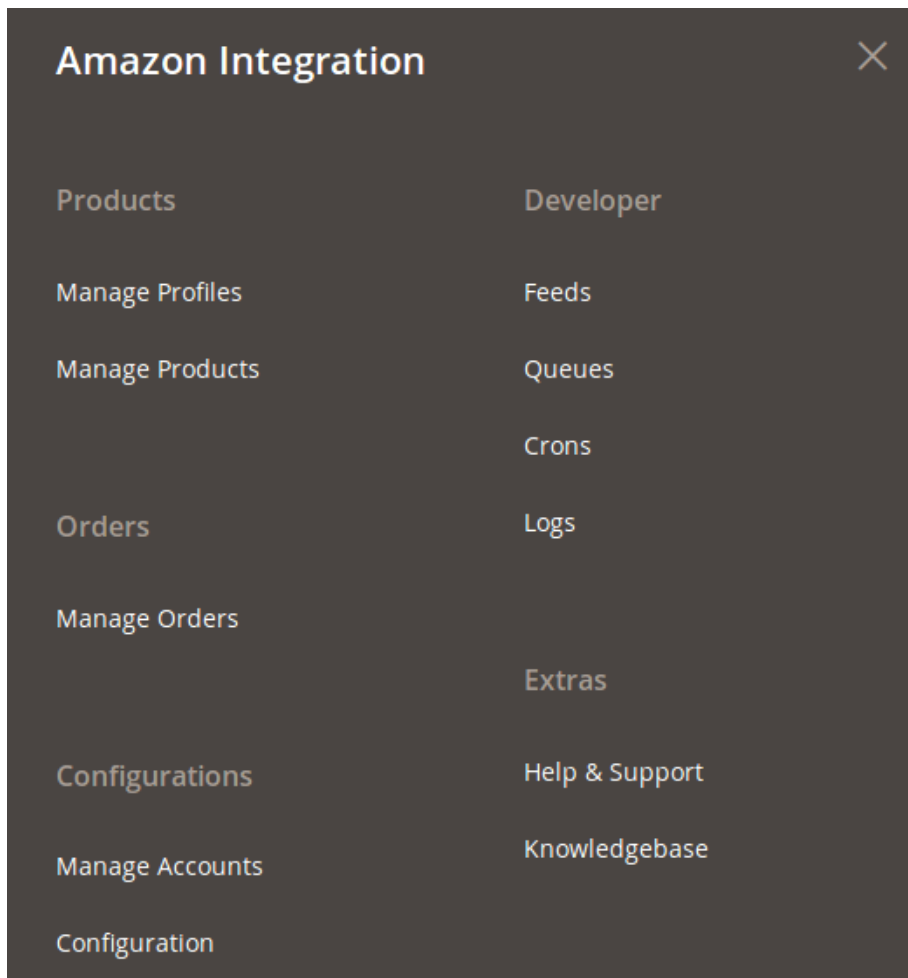 Amazon Integration
Products
Manage Profiles
Manage Products
Orders
Manage Orders
Configurations
Manage Accounts
Configuration
Developer
Feeds
Queues
Crons
Logs
Extras
Help & Support
Knowledgebase